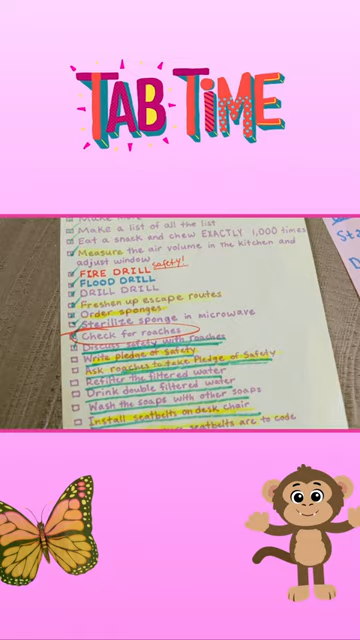 TAB TIME
Make a list of all the list
Eat a snack and chew EXACTLY 1,000 times
Measure the air volume in the kitchen and
adjust window
safety!
FIRE DRILL
FLOOD DRILL
DRILL DRILL
Freshen up escape routes
Order sponges
Sterilize sponge in microwave
Check for roaches
Discuss safety with roaches
Write pledge of safety
Ask roaches to take Pledge of Safety
Refilter the filtered water
Drink double filtered water
Wash the soaps with other soaps
Install seatbelts on desk chair
seatbelts are to code